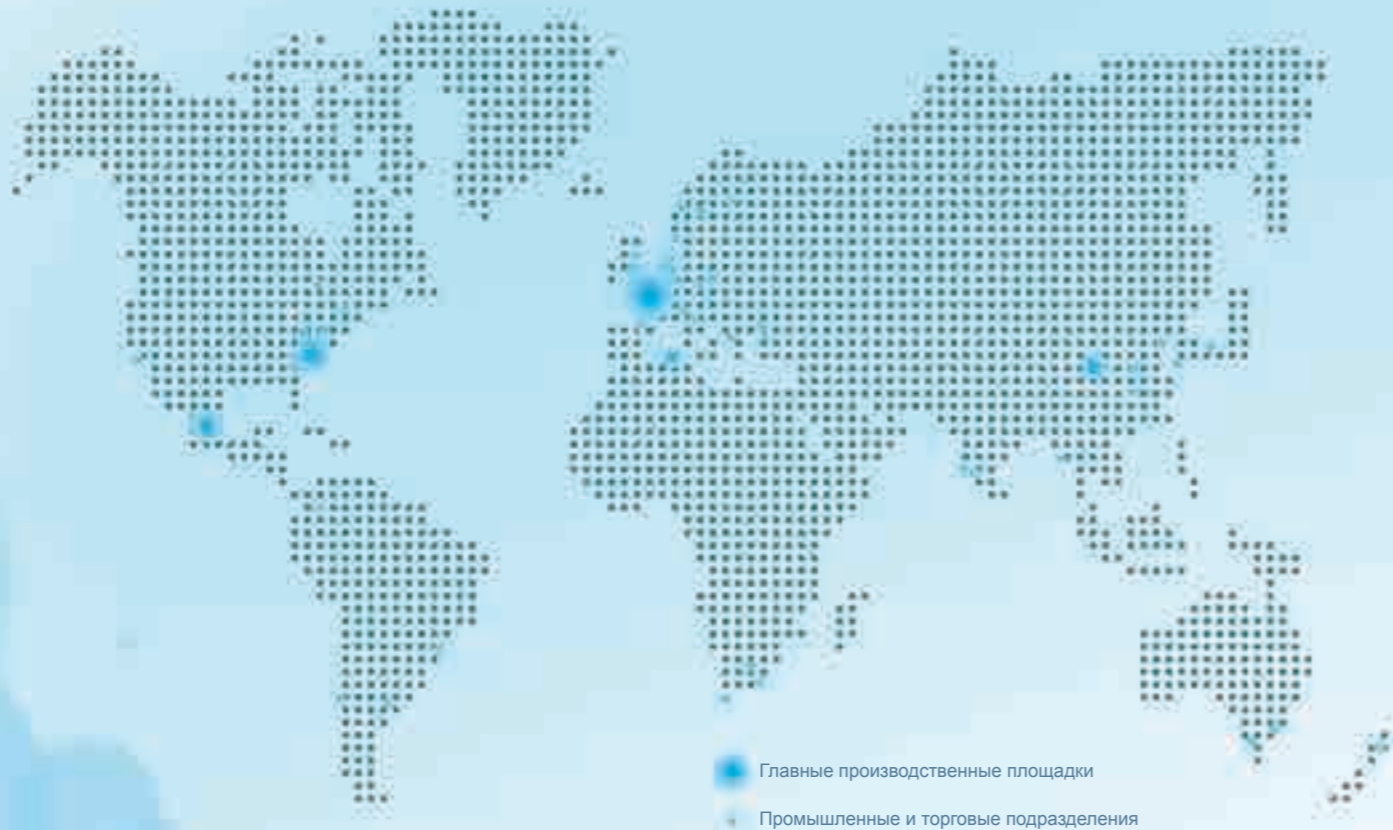 Главные производственные площадки
Промышленные и торговые подразделения